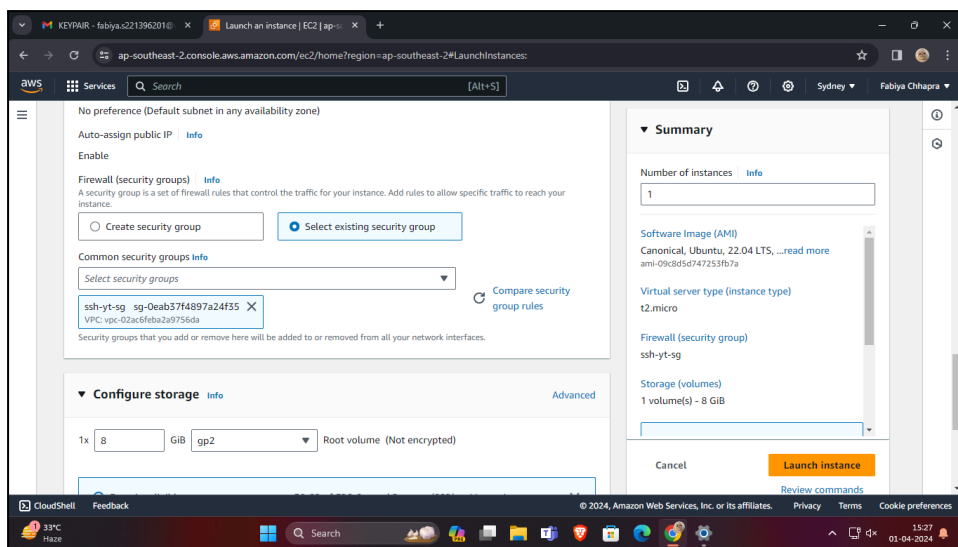 KEYPAIR - fabiya.s221396201@
Launch an instance | EC2 | ap-s
ap-southeast-2.console.aws.amazon.com/ec2/home?region=ap-southeast-2#LaunchInstances:
aws
Services
Search
[Alt+S]
Sydney
Fabiya Chhapra
No preference (Default subnet in any availability zone)
Auto-assign public IP Info
Enable
Firewall (security groups) Info
A security group is a set of firewall rules that control the traffic for your instance. Add rules to allow specific traffic to reach your
instance.
Create security group
Select existing security group
Common security groups Info
Select security groups
Compare security
group rules
ssh-yt-sg sg-0eab37f4897a24f35
VPC: vpc-02ac6feba2a9756da
Security groups that you add or remove here will be added to or removed from all your network interfaces.
Configure storage Info
Advanced
1x 8 GiB gp2 Root volume (Not encrypted)
Summary
Number of instances Info
1
Software Image (AMI)
Canonical, Ubuntu, 22.04 LTS, ...read more
ami-09c8d5d747253fb7a
Virtual server type (instance type)
t2.micro
Firewall (security group)
ssh-yt-sg
Storage (volumes)
1 volume(s) - 8 GiB
Cancel
Launch instance
Review commands
CloudShell Feedback
© 2024, Amazon Web Services, Inc. or its affiliates. Privacy Terms Cookie preferences
1
33°C
Haze
Search
15:27
01-04-2024